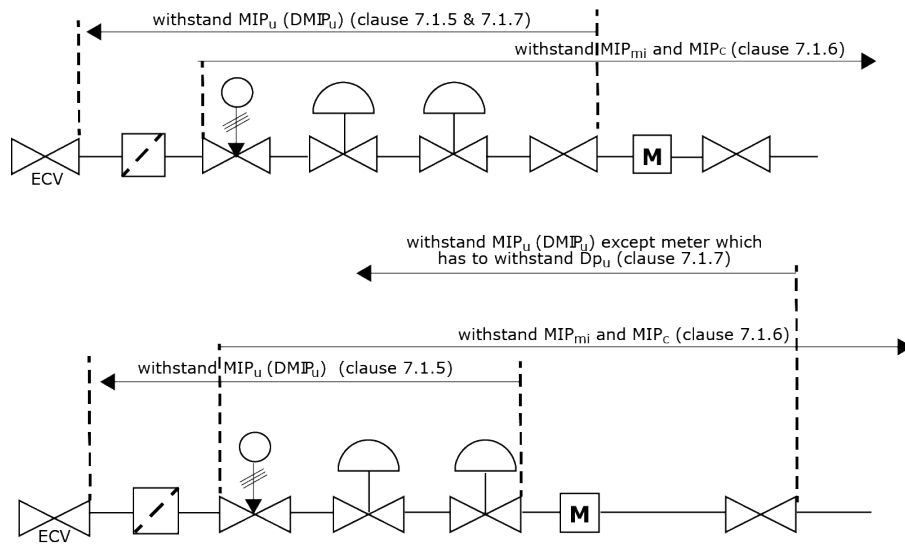 withstand MIPu (DMIPu) (clause 7.1.5 & 7.1.7)
withstand MIPmi and MIPc (clause 7.1.6)
M
ECV
withstand MIPu (DMIPu) except meter which
has to withstand Dpu (clause 7.1.7)
withstand MIPmi and MIPc (clause 7.1.6)
withstand MIPu (DMIPu) (clause 7.1.5)
M
ECV